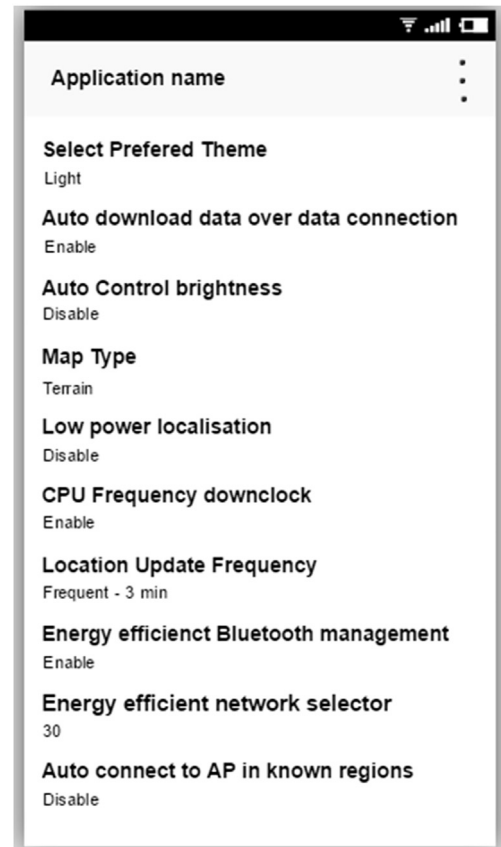 Application name
Select Prefered Theme
Light
Auto download data over data connection
Enable
Auto Control brightness
Disable
Map Type
Terrain
Low power localisation
Disable
CPU Frequency downclock
Enable
Location Update Frequency
Frequent - 3 min
Energy efficienct Bluetooth management
Enable
Energy efficient network selector
30
Auto connect to AP in known regions
Disable